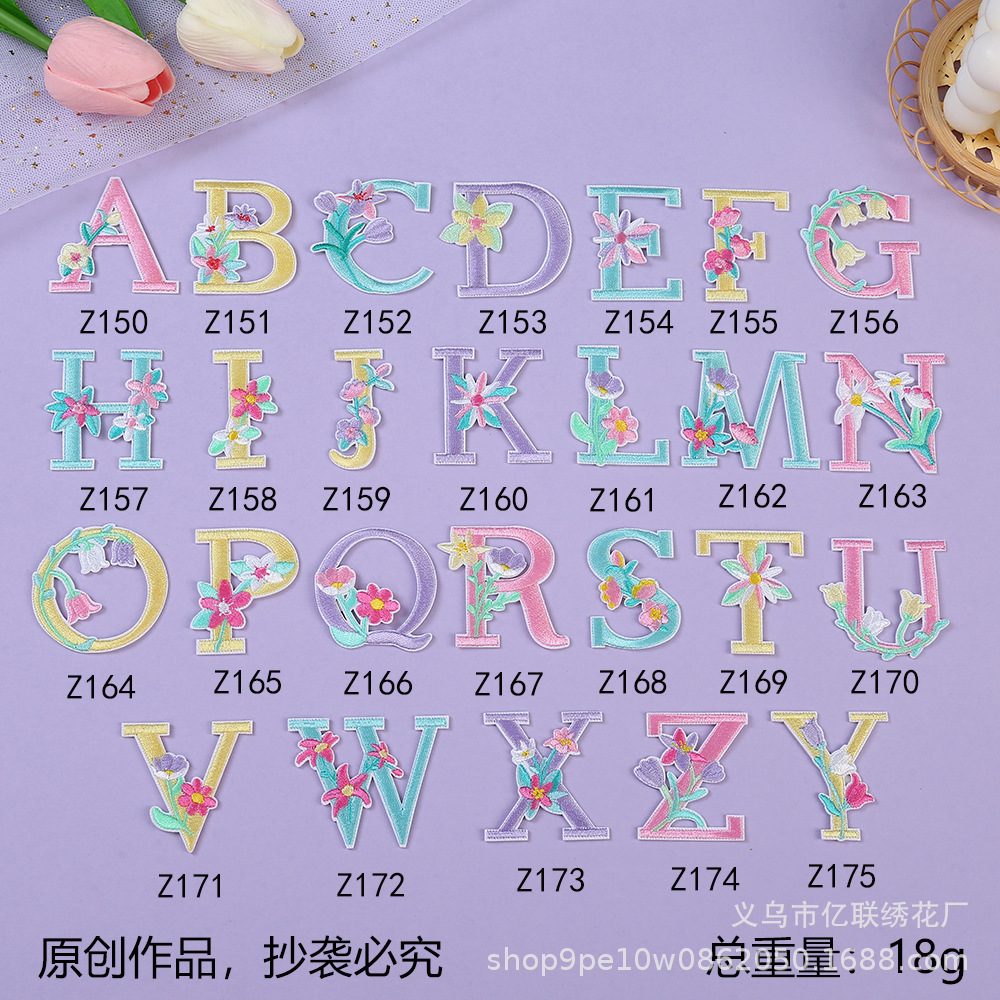 A B C D E F G
Z150 Z151 Z152 Z153 Z154 Z155 Z156
H I J K L M N
Z157 Z158 Z159 Z160 Z161 Z162 Z163
O P Q R S T U
Z164 Z165 Z166 Z167 Z168 Z169 Z170
V W X Z Y
Z171 Z172 Z173 Z174 Z175
义乌市亿联绣花厂
原创作品，抄袭必究 总重量：18g
shop9pe10w0862050.1688.com